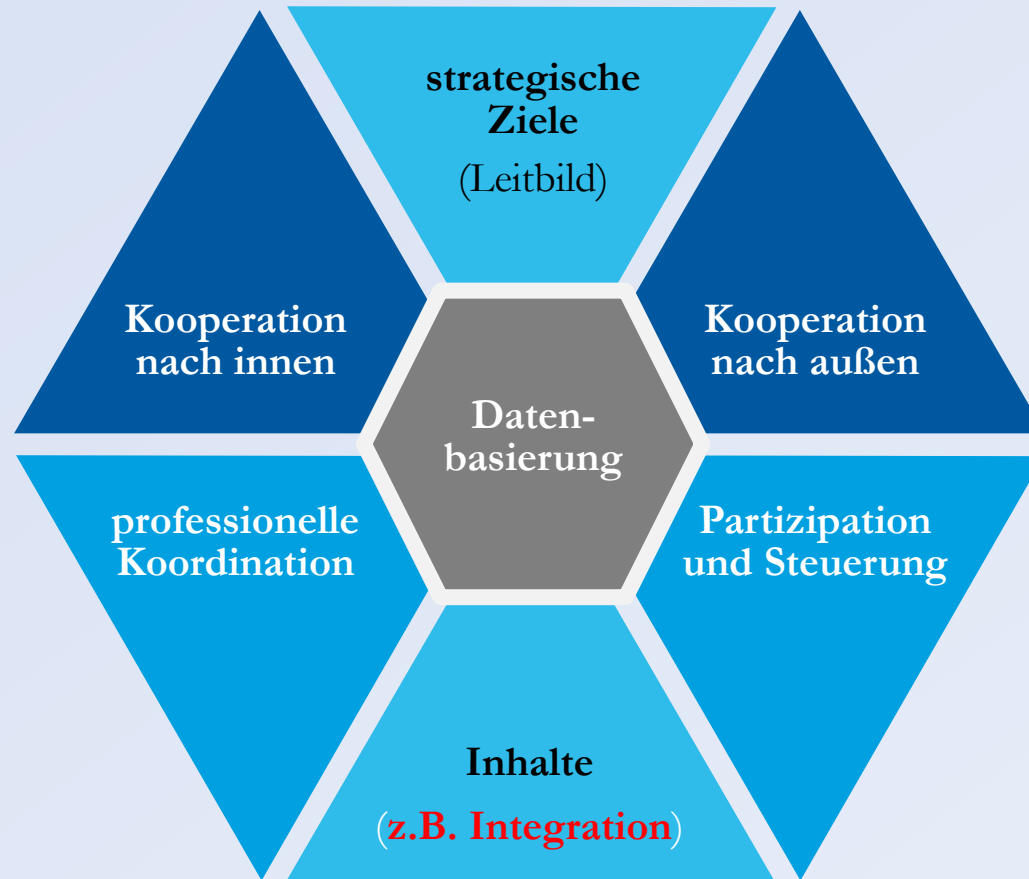 strategische
Ziele
(Leitbild)
Kooperation
nach innen
Kooperation
nach außen
Daten-
basierung
professionelle
Koordination
Partizipation
und Steuerung
Inhalte
(z.B. Integration)